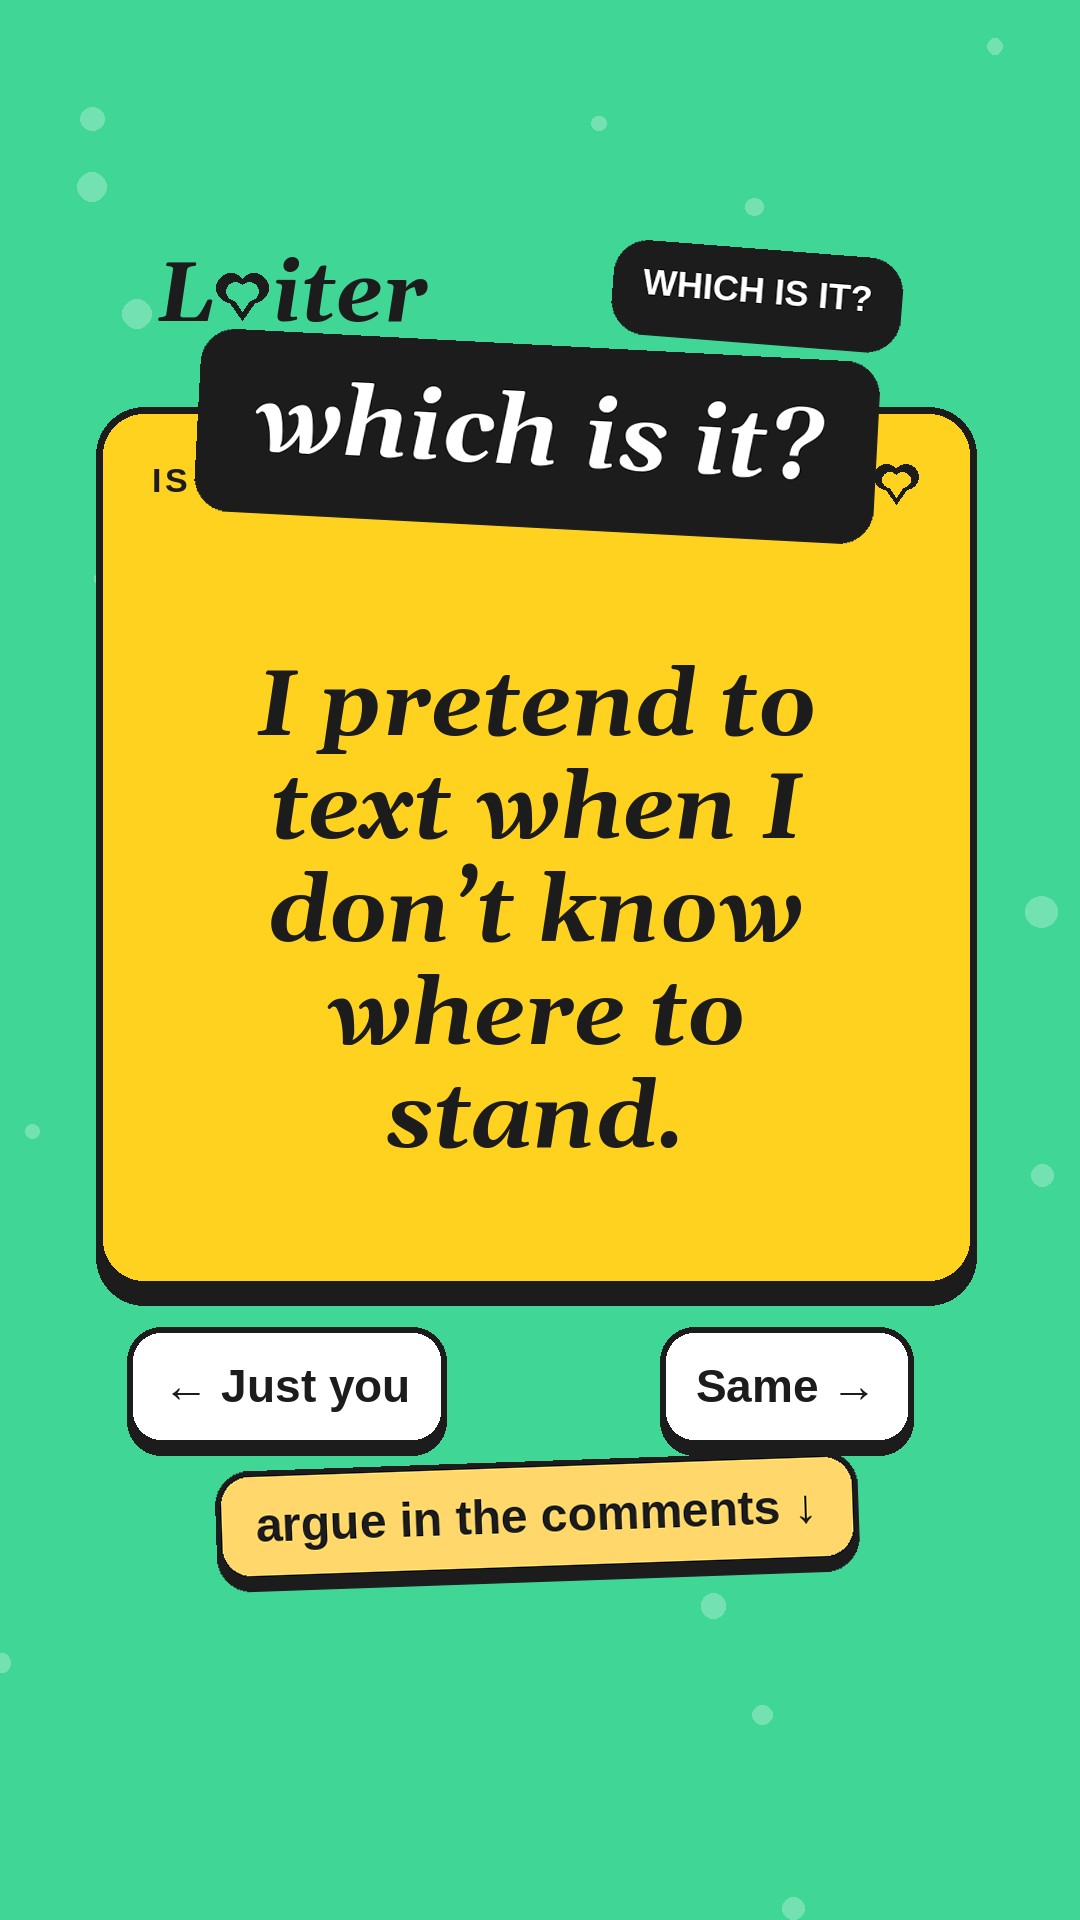 L♡iter
WHICH IS IT?
which is it?
IS
I pretend to
text when I
don’t know
where to
stand.
← Just you
Same →
argue in the comments ↓